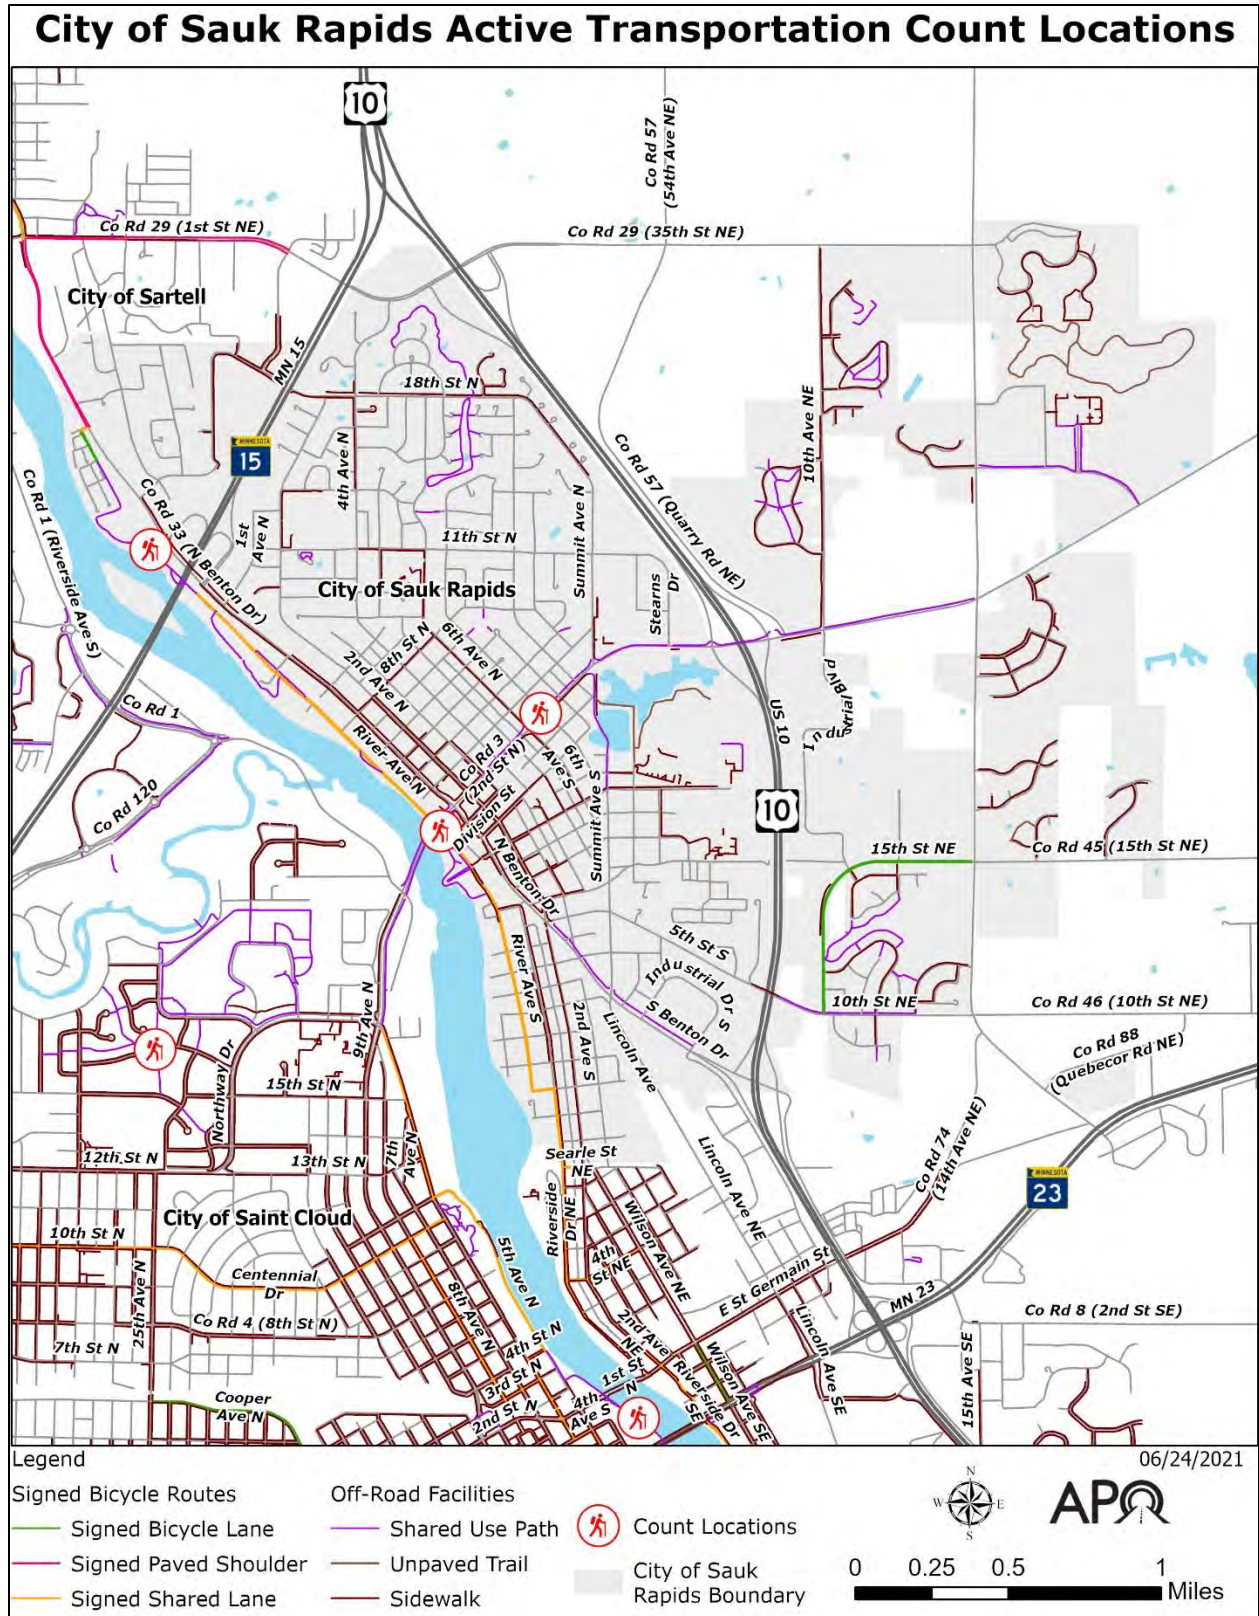 City of Sauk Rapids Active Transportation Count Locations
10
Co Rd 57
(54th Ave NE)
Co Rd 29 (1st St NE)
Co Rd 29 (35th St NE)
City of Sartell
MN 15
18th St N
10th Ave NE
MINNESOTA
15
4th Ave N
Co Rd 57 (Quarry Rd NE)
Co Rd 1 (Riverside Ave S)
Co Rd 33 (N Benton Dr)
1st
Ave N
11th St N
Summit Ave N
Stearns
Dr
City of Sauk Rapids
8th St N
6th Ave N
2nd Ave N
Industrial Blvd
US 10
Co Rd 1
River Ave N
Co Rd 3
(2nd St N)
6th
Ave S
Co Rd 120
Division St
Summit Ave S
10
N Benton Dr
15th St NE
Co Rd 45 (15th St NE)
5th St S
Industrial Dr S
River Ave S
10th St NE
Co Rd 46 (10th St NE)
9th Ave N
2nd Ave S
Lincoln Ave
S Benton Dr
Co Rd 88
(Quebecor Rd NE)
Northway Dr
15th St N
12th St N
13th St N
7th
Ave N
Searle St
NE
Lincoln Ave NE
Co Rd 74
(14th Ave NE)
MINNESOTA
23
City of Saint Cloud
10th St N
Riverside
Dr NE
Wilson Ave NE
4th
St NE
5th Ave N
Centennial
Dr
25th Ave N
E St Germain St
MN 23
Co Rd 8 (2nd St SE)
Co Rd 4 (8th St N)
8th Ave N
7th St N
4th St N
2nd Ave
NE
Lincoln Ave SE
15th Ave SE
3rd St N
1st St
N
Riverside Dr
SE
Wilson Ave SE
Cooper
Ave N
2nd St N
4th
Ave S
Legend
06/24/2021
Signed Bicycle Routes
Signed Bicycle Lane
Signed Paved Shoulder
Signed Shared Lane
Off-Road Facilities
Shared Use Path
Unpaved Trail
Sidewalk
Count Locations
City of Sauk
Rapids Boundary
N
W
E
S
APO
0 0.25 0.5 1
Miles